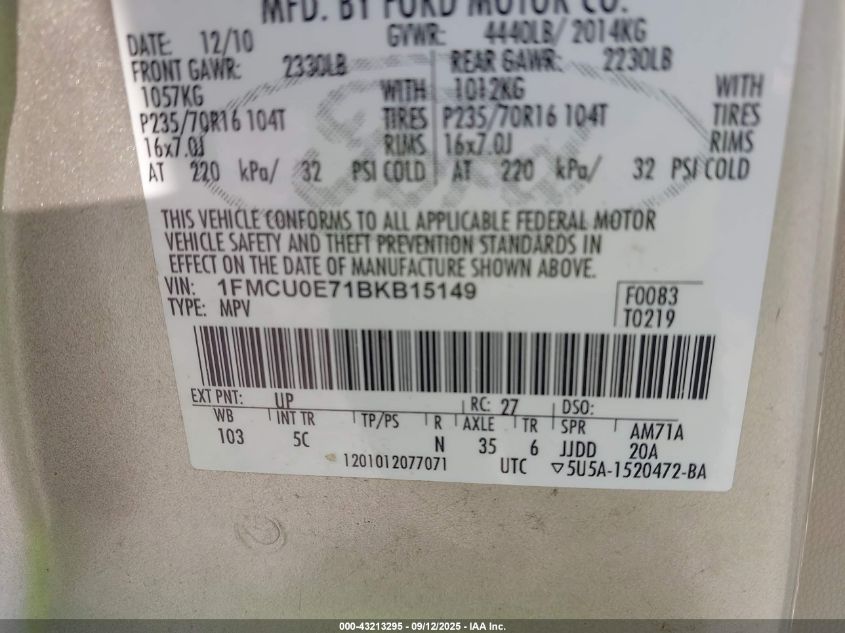 MFD. BY FORD MOTOR CO.
DATE: 12/10 GVWR: 4440LB/ 2014KG
FRONT GAWR: 2330LB REAR GAWR: 2230LB
1057KG WITH 1012KG WITH
P235/70R16 104T TIRES P235/70R16 104T TIRES
16x7.0J RIMS 16x7.0J RIMS
AT 220 kPa/ 32 PSI COLD AT 220 kPa/ 32 PSI COLD
THIS VEHICLE CONFORMS TO ALL APPLICABLE FEDERAL MOTOR
VEHICLE SAFETY AND THEFT PREVENTION STANDARDS IN
EFFECT ON THE DATE OF MANUFACTURE SHOWN ABOVE.
VIN: 1FMCU0E71BKB15149
TYPE: MPV
F0083
T0219
EXT PNT: UP RC: 27 DSO:
WB INT TR TP/PS R AXLE TR SPR AM71A
103 5C N 35 6 JJDD 20A
1201012077071 UTC ▽5U5A-1520472-BA
000-43213295 - 09/12/2025 - IAA Inc.